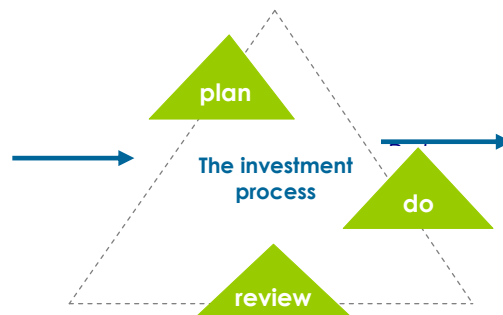 plan
The investment
process
do
review